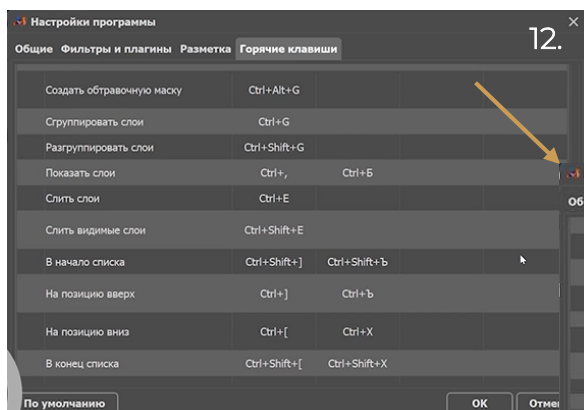 Настройки программы
12.
Общие Фильтры и плагины Разметка Горячие клавиши
Создать обтравочную маску Ctrl+Alt+G
Сгруппировать слои Ctrl+G
Разгруппировать слои Ctrl+Shift+G
Показать слои Ctrl+, Ctrl+Б
Слить слои Ctrl+E
Об
Слить видимые слои Ctrl+Shift+E
В начало списка Ctrl+Shift+] Ctrl+Shift+Ъ
На позицию вверх Ctrl+] Ctrl+Ъ
На позицию вниз Ctrl+[ Ctrl+Х
В конец списка Ctrl+Shift+[ Ctrl+Shift+Х
По умолчанию ОК Отме